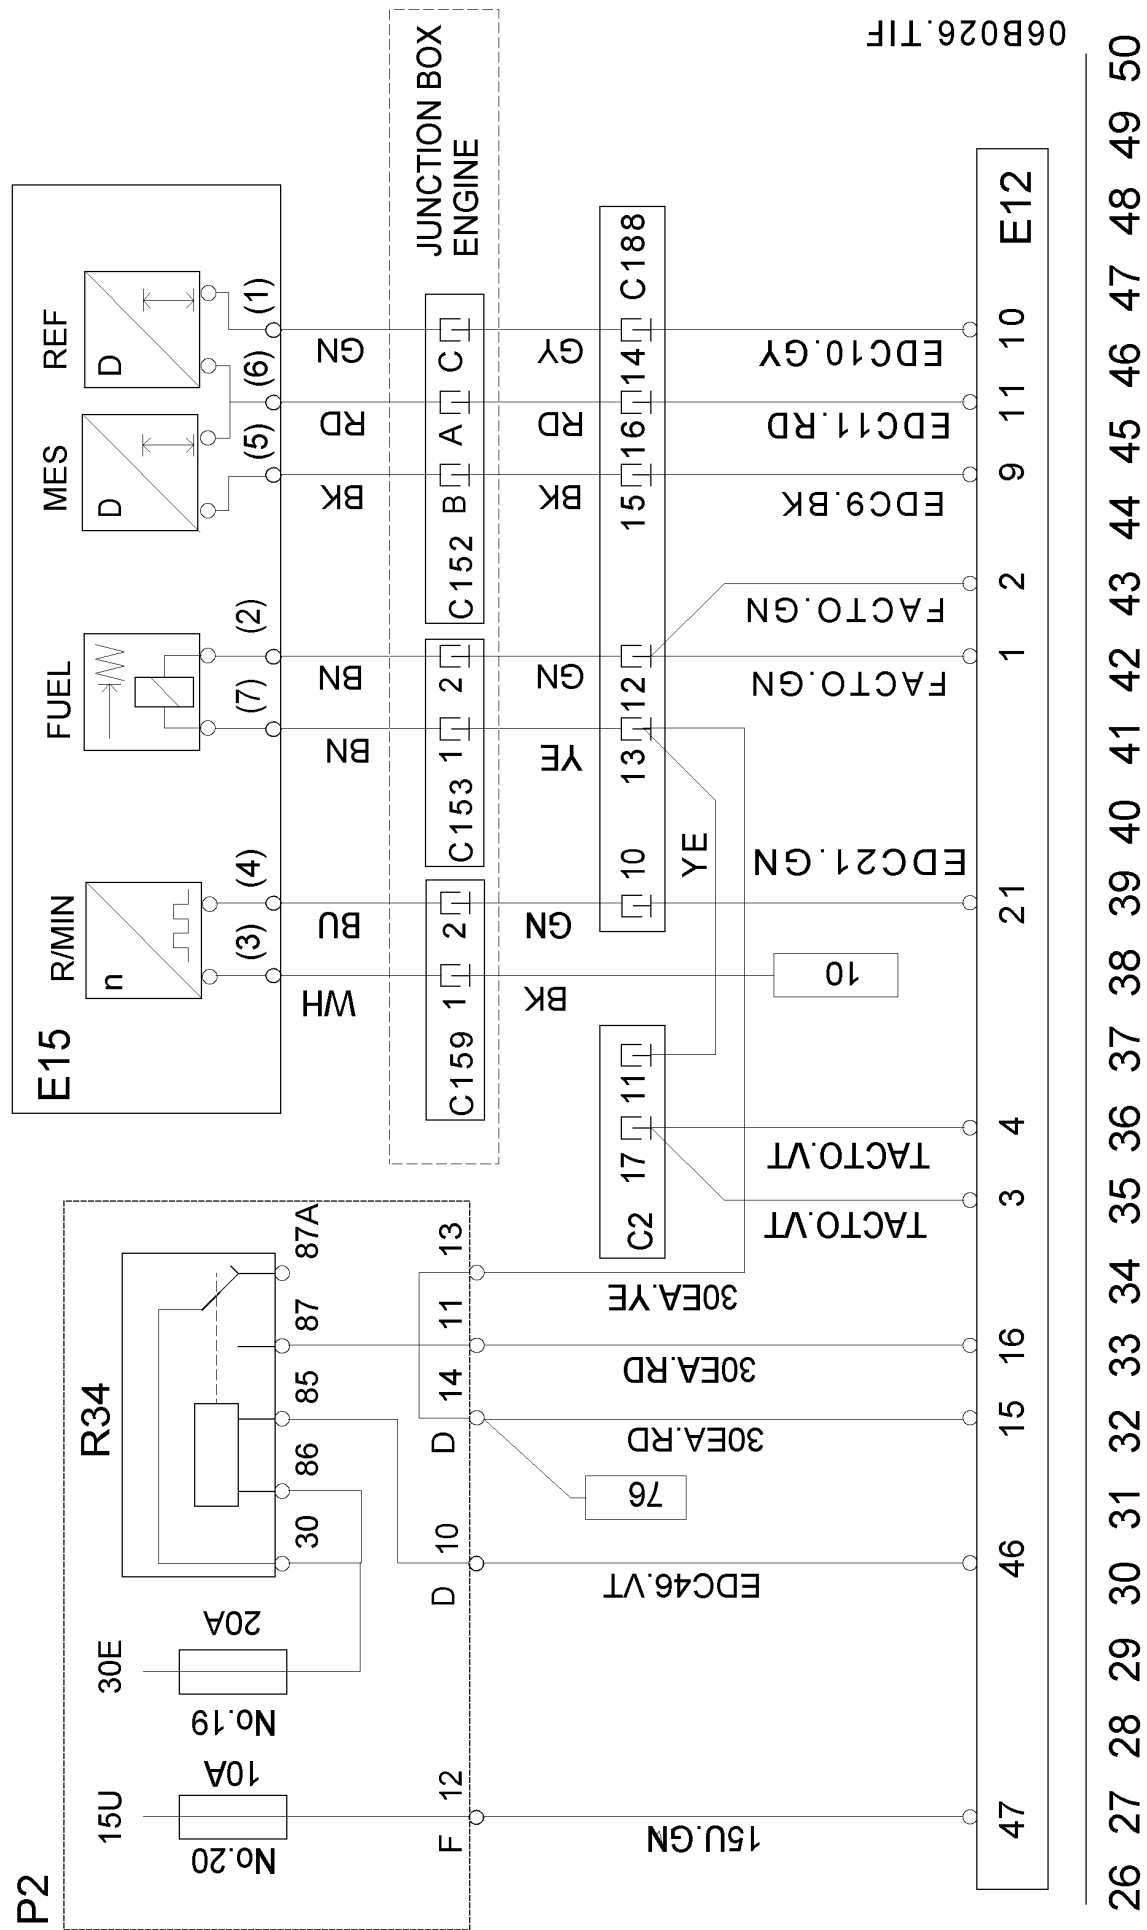 P2
15U
No.20
10A
F 12
30E
No.19
20A
R34
30
86
85
87
87A
D 10
D 14
11
13
76
15U.GN
EDC46.VT
30EA.RD
30EA.RD
30EA.YE
E15
R/MIN
n
(3)
(4)
FUEL
(7)
(2)
MES
D
(5)
REF
D
(6)
(1)
WH
BU
BN
BN
BK
RD
GN
JUNCTION BOX
ENGINE
C159
1
2
C153
1
2
C152
B
A
C
BK
GN
YE
GN
BK
RD
GY
C2
17
11
C188
10
13
12
15
16
14
10
YE
TACTO.VT
TACTO.VT
EDC21.GN
FACTO.GN
FACTO.GN
EDC9.BK
EDC11.RD
EDC10.GY
E12
47
46
15
16
3
4
21
1
2
9
11
10
26 27 28 29 30 31 32 33 34 35 36 37 38 39 40 41 42 43 44 45 46 47 48 49 50
06B026.TIF